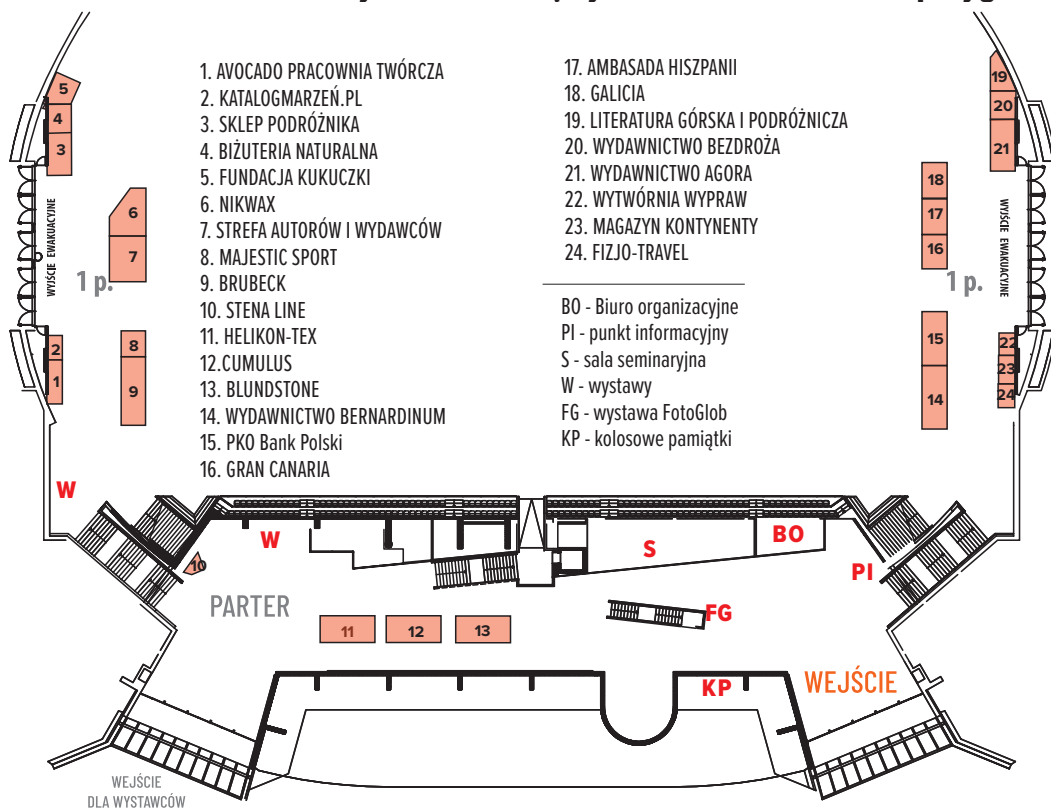 1. AVOCADO PRACOWNIA TWÓRCZA
2. KATALOGMARZEŃ.PL
3. SKLEP PODRÓŻNIKA
4. BIŻUTERIA NATURALNA
5. FUNDACJA KUKUCZKI
6. NIKWAX
7. STREFA AUTORÓW I WYDAWCÓW
8. MAJESTIC SPORT
9. BRUBECK
10. STENA LINE
11. HELIKON-TEX
12.CUMULUS
13. BLUNDSTONE
14. WYDAWNICTWO BERNARDINUM
15. PKO Bank Polski
16. GRAN CANARIA
17. AMBASADA HISZPANII
18. GALICIA
19. LITERATURA GÓRSKA I PODRÓŻNICZA
20. WYDAWNICTWO BEZDROŻA
21. WYDAWNICTWO AGORA
22. WYTWÓRNIA WYPRAW
23. MAGAZYN KONTYNENTY
24. FIZJO-TRAVEL
BO - Biuro organizacyjne
PI - punkt informacyjny
S - sala seminaryjna
W - wystawy
FG - wystawa FotoGlob
KP - kolosowe pamiątki
5
4
3
6
7
WYJŚCIE EWAKUACYJNE
1 p.
2
1
8
9
19
20
21
18
17
16
WYJŚCIE EWAKUACYJNE
1 p.
15
14
22
23
24
W
W
10
S
BO
PI
PARTER
11
12
13
FG
KP
WEJŚCIE
WEJŚCIE
DLA WYSTAWCÓW